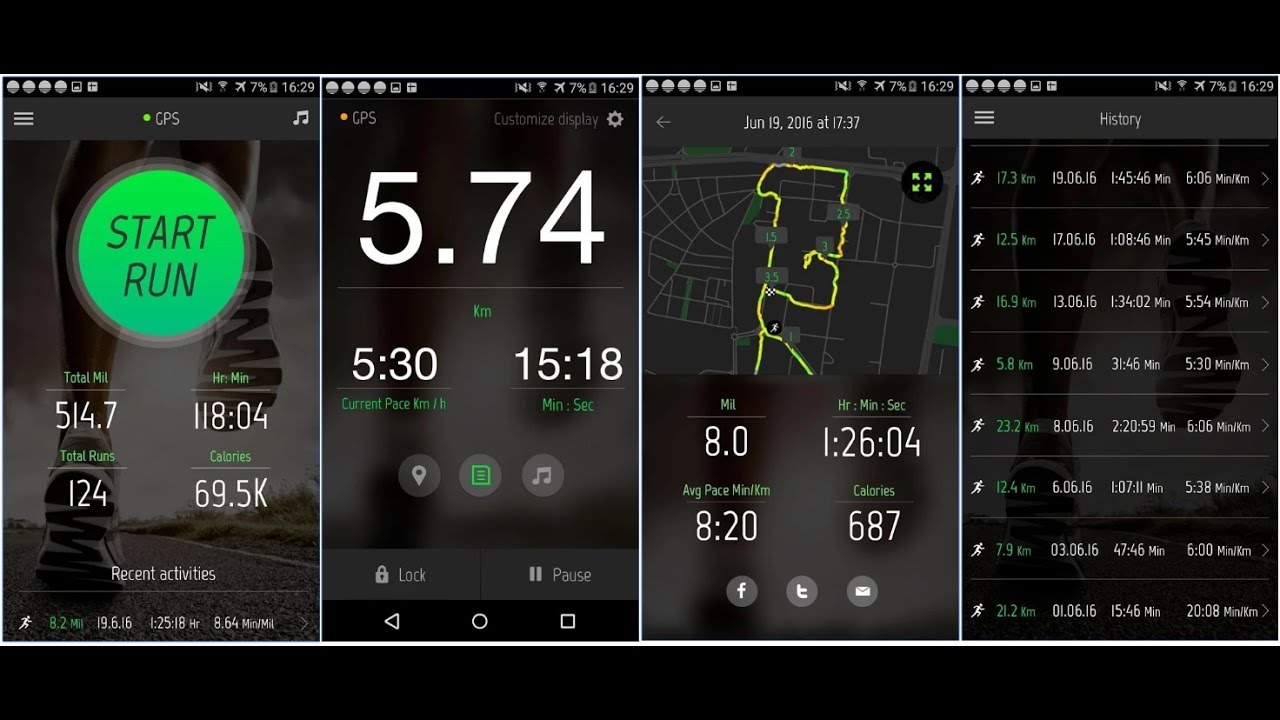 7% 16:29
GPS
START
RUN
Total Mil Hr: Min
514.7 118:04
Total Runs Calories
124 69.5K
Recent activities
8.2 Mil 19.6.16 1:25:18 Hr 8.64 Min/Mil
7% 16:29
GPS Customize display
5.74
Km
5:30 15:18
Current Pace Km / h Min : Sec
Lock Pause
7% 16:29
Jun 19, 2016 at 17:37
2
2.5
1.5
3
3.5
1
Mil Hr : Min : Sec
8.0 1:26:04
Avg Pace Min/Km Calories
8:20 687
7% 16:29
History
17.3 Km 19.06.16 1:45:46 Min 6:06 Min/Km
12.5 Km 17.06.16 1:08:46 Min 5:45 Min/Km
16.9 Km 13.06.16 1:34:02 Min 5:54 Min/Km
5.8 Km 9.06.16 31:46 Min 5:30 Min/Km
23.2 Km 8.06.16 2:20:59 Min 6:06 Min/Km
12.4 Km 6.06.16 1:07:11 Min 5:38 Min/Km
7.9 Km 03.06.16 47:46 Min 6:00 Min/Km
21.2 Km 01.06.16 15:46 Min 20:08 Min/Km